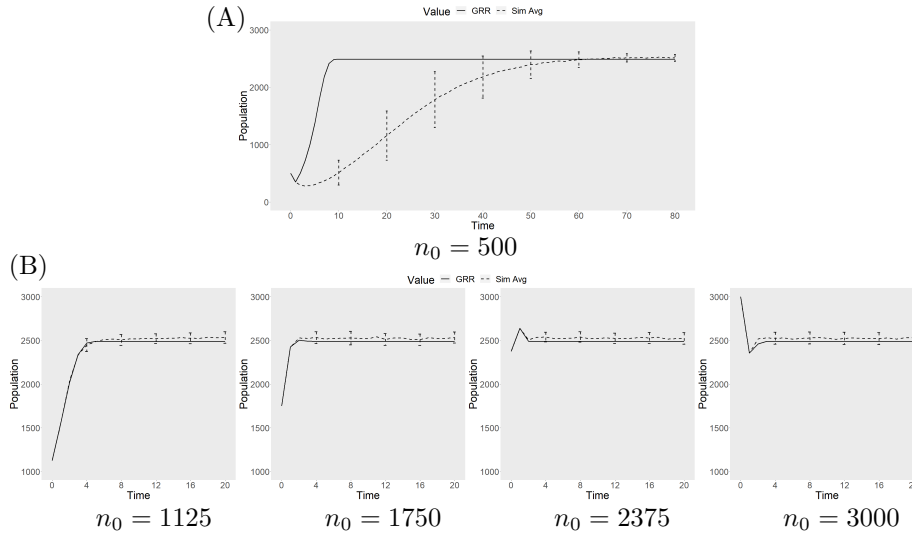 (A)
Value GRR Sim Avg
3000
2000
1000
0
Population
0 10 20 30 40 50 60 70 80
Time
n₀ = 500
(B)
Value GRR Sim Avg
3000
2500
2000
1500
1000
Population
0 4 8 12 16 20
Time
n₀ = 1125
3000
2500
2000
1500
1000
Population
0 4 8 12 16 20
Time
n₀ = 1750
3000
2500
2000
1500
1000
Population
0 4 8 12 16 20
Time
n₀ = 2375
3000
2500
2000
1500
1000
Population
0 4 8 12 16 20
Time
n₀ = 3000